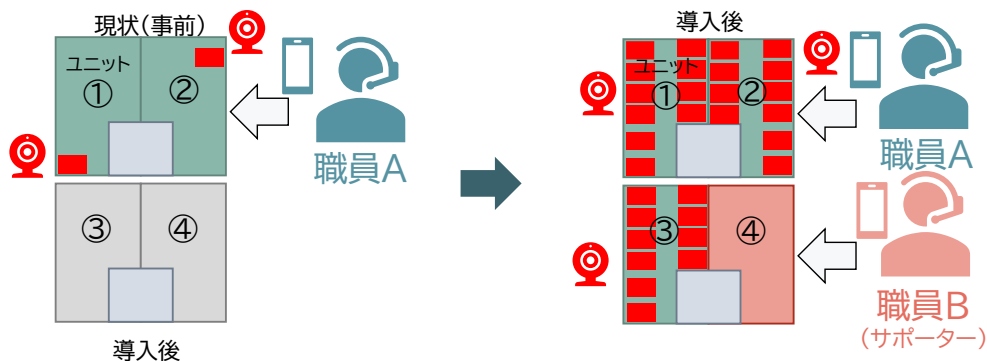 現状(事前)
ユニット
① ②
職員A
③ ④
導入後
導入後
ユニット
① ②
職員A
③ ④
職員B
(サポーター)